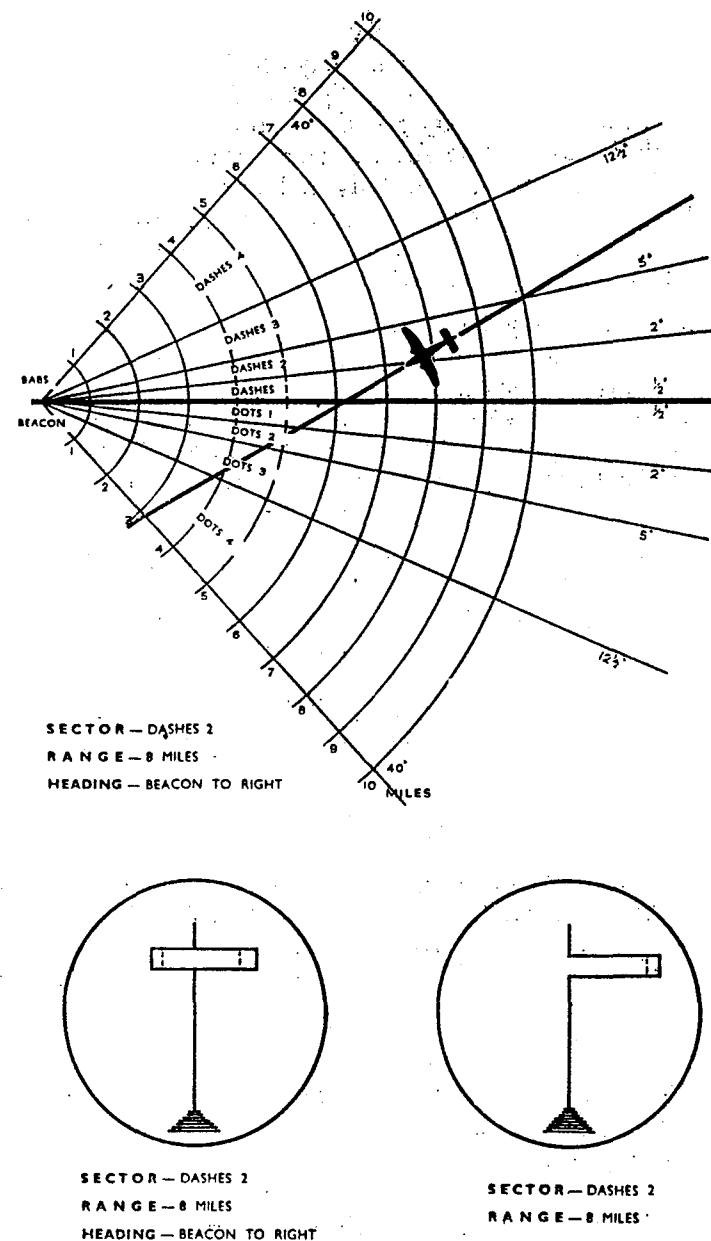 10
9
8
40°
7
6
5
4
3
2
1
12½°
5°
2°
½°
½°
2°
5°
12½°
DASHES 4
DASHES 3
DASHES 2
DASHES
DOTS 1
DOTS 2
DOTS 3
DOTS 4
BABS
BEACON
1
2
3
4
5
6
7
8
9
10
40°
MILES
SECTOR — DASHES 2
RANGE — 8 MILES
HEADING — BEACON TO RIGHT
SECTOR — DASHES 2
RANGE — 8 MILES
HEADING — BEACON TO RIGHT
SECTOR — DASHES 2
RANGE — 8 MILES